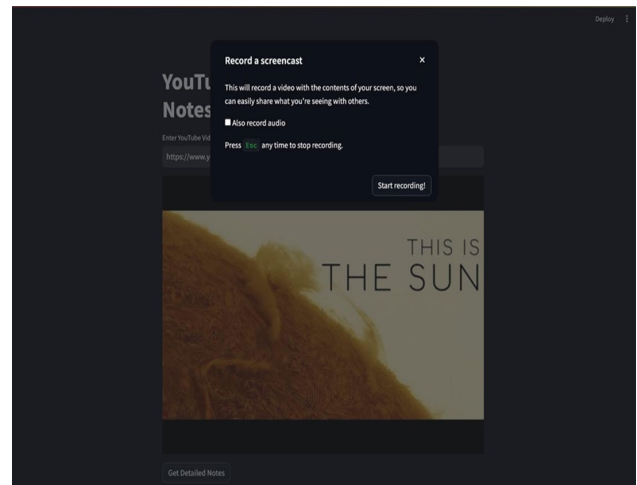 Deploy
Record a screencast
This will record a video with the contents of your screen, so you
can easily share what you're seeing with others.
Also record audio
Press Esc any time to stop recording.
Start recording!
YouTu
Notes
Enter YouTube Vid
https://www.y
THIS IS
THE SUN
Get Detailed Notes